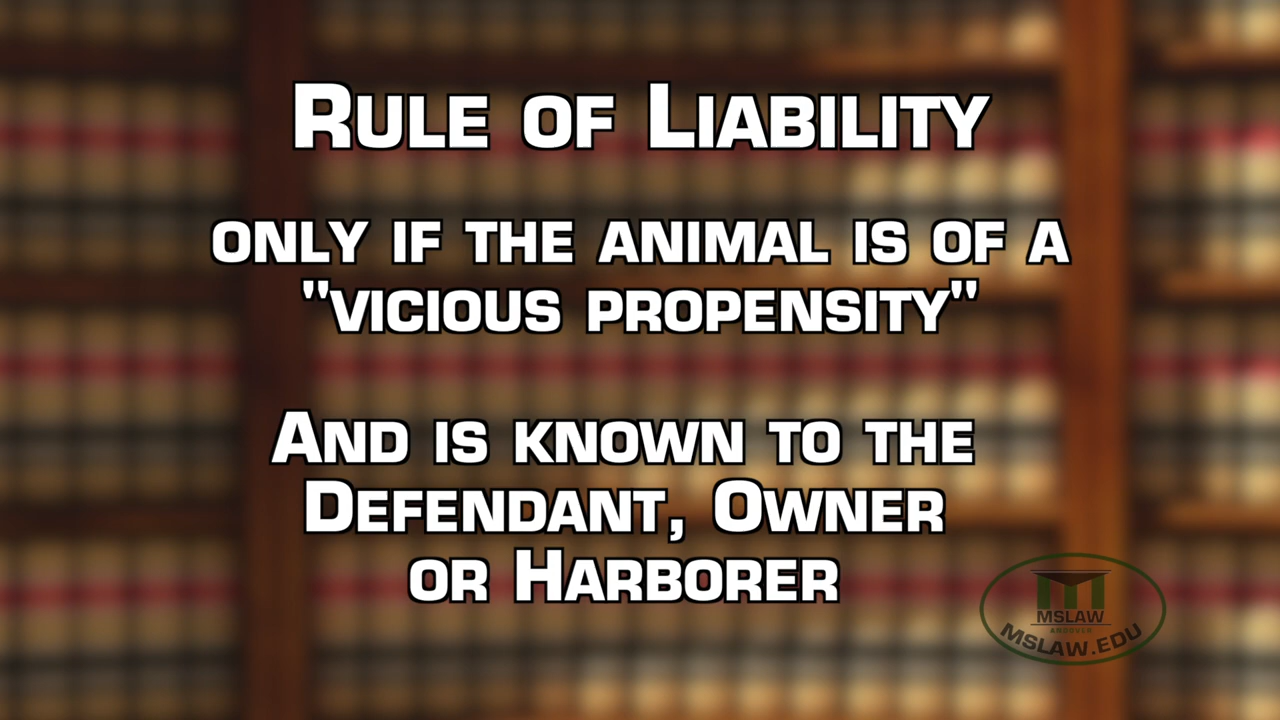 Rule of Liability
only if the animal is of a
"vicious propensity"
And is known to the
Defendant, Owner
or Harborer
MSLAW
ANDOVER
MSLAW.EDU